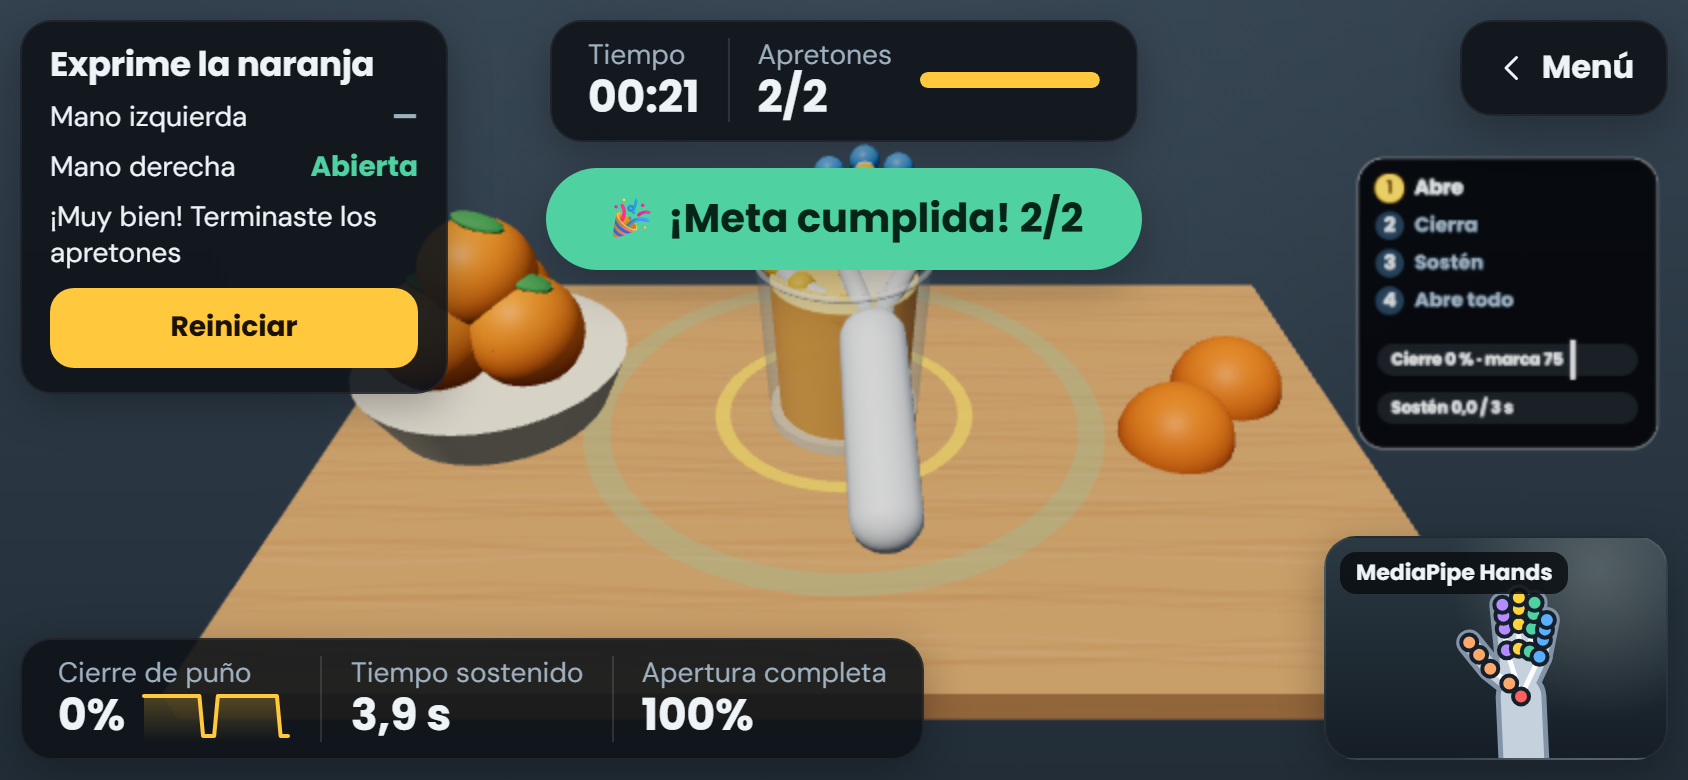 Exprime la naranja
Mano izquierda –
Mano derecha Abierta
¡Muy bien! Terminaste los
apretones
Reiniciar
Tiempo
00:21
Apretones
2/2
¡Meta cumplida! 2/2
Menú
1 Abre
2 Cierra
3 Sostén
4 Abre todo
Cierre 0 % · marca 75
Sostén 0,0 / 3 s
MediaPipe Hands
Cierre de puño
0%
Tiempo sostenido
3,9 s
Apertura completa
100%